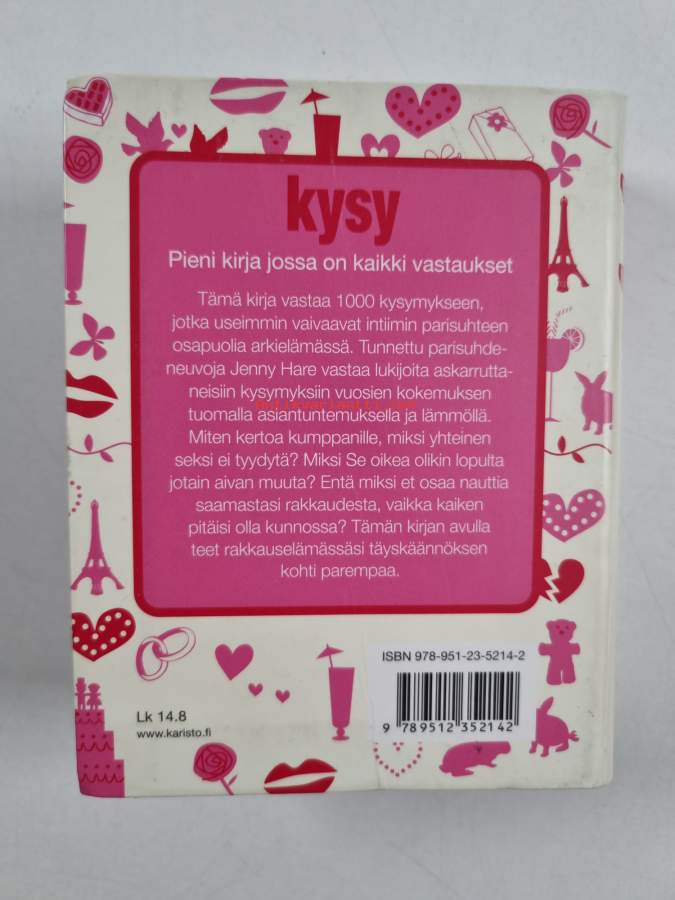 kysy
Pieni kirja jossa on kaikki vastaukset
Tämä kirja vastaa 1000 kysymykseen,
jotka useimmin vaivaavat intiimin parisuhteen
osapuolia arkielämässä. Tunnettu parisuhde-
neuvoja Jenny Hare vastaa lukijoita askarrutta-
neisiin kysymyksiin vuosien kokemuksen
tuomalla asiantuntemuksella ja lämmöllä.
Miten kertoa kumppanille, miksi yhteinen
seksi ei tyydytä? Miksi Se oikea olikin lopulta
jotain aivan muuta? Entä miksi et osaa nauttia
saamastasi rakkaudesta, vaikka kaiken
pitäisi olla kunnossa? Tämän kirjan avulla
teet rakkauselämässäsi täyskäännöksen
kohti parempaa.
ISBN 978-951-23-5214-2
9 789512 352142
Lk 14.8
www.karisto.fi